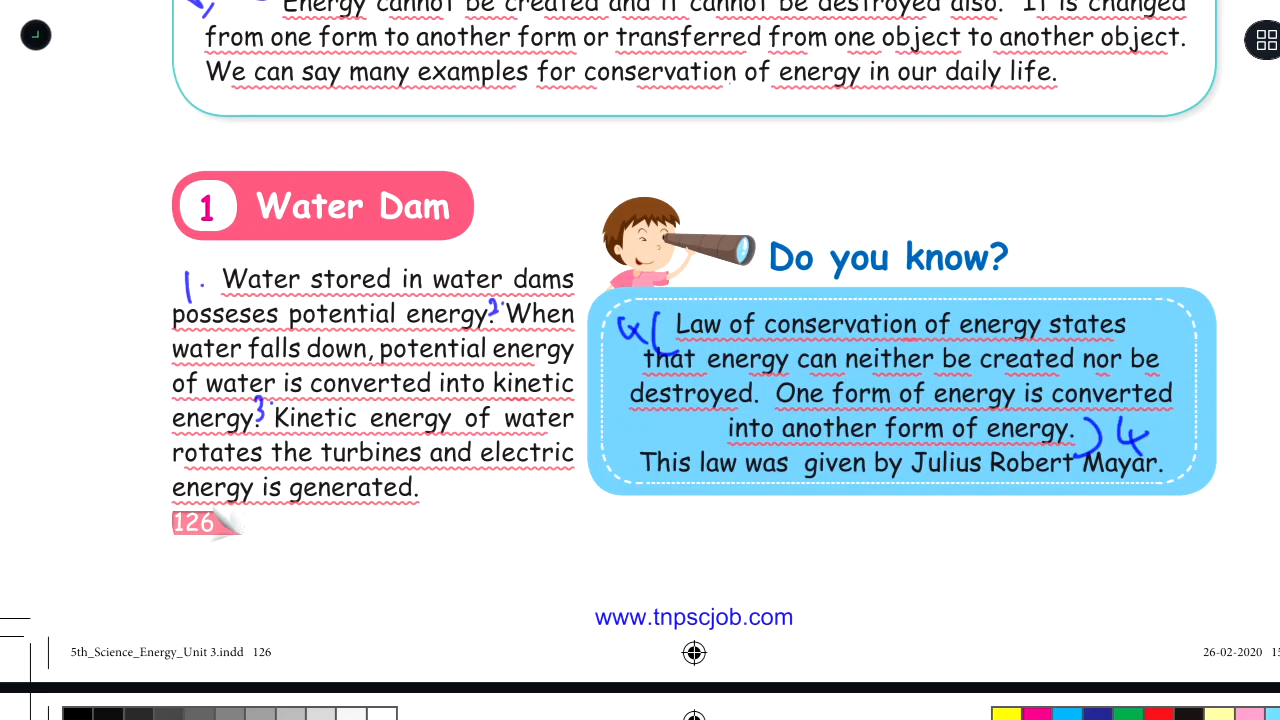 Energy cannot be created and it cannot be destroyed also. It is changed
from one form to another form or transferred from one object to another object.
We can say many examples for conservation of energy in our daily life.
1 Water Dam
1. Water stored in water dams
posseses potential energy. 2. When
water falls down, potential energy
of water is converted into kinetic
energy. 3. Kinetic energy of water
rotates the turbines and electric
energy is generated.
126
Do you know?
4 ( Law of conservation of energy states
that energy can neither be created nor be
destroyed. One form of energy is converted
into another form of energy. ) 4
This law was given by Julius Robert Mayar.
www.tnpscjob.com
5th_Science_Energy_Unit 3.indd 126
26-02-2020